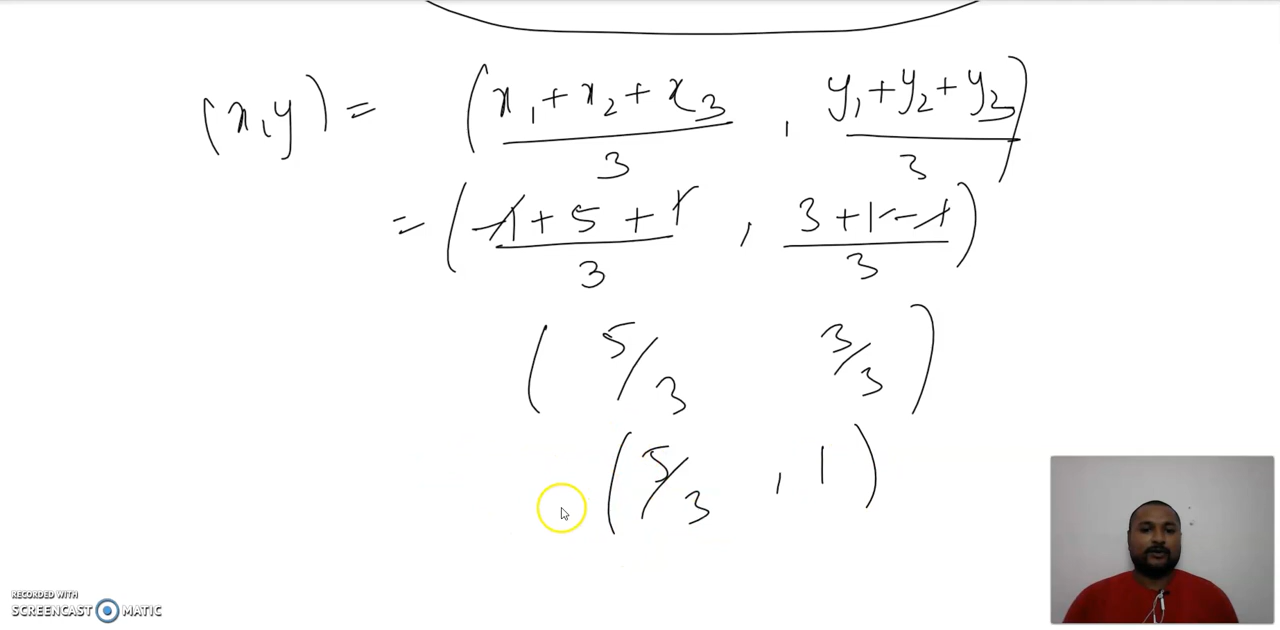 (x, y) = (x₁ + x₂ + x₃ / 3 , y₁ + y₂ + y₃ / 3)
= (-1 + 5 + 1 / 3 , 3 + 1 - 1 / 3)
(5/3 3/3)
(5/3 , 1)
RECORDED WITH
SCREENCAST MATIC